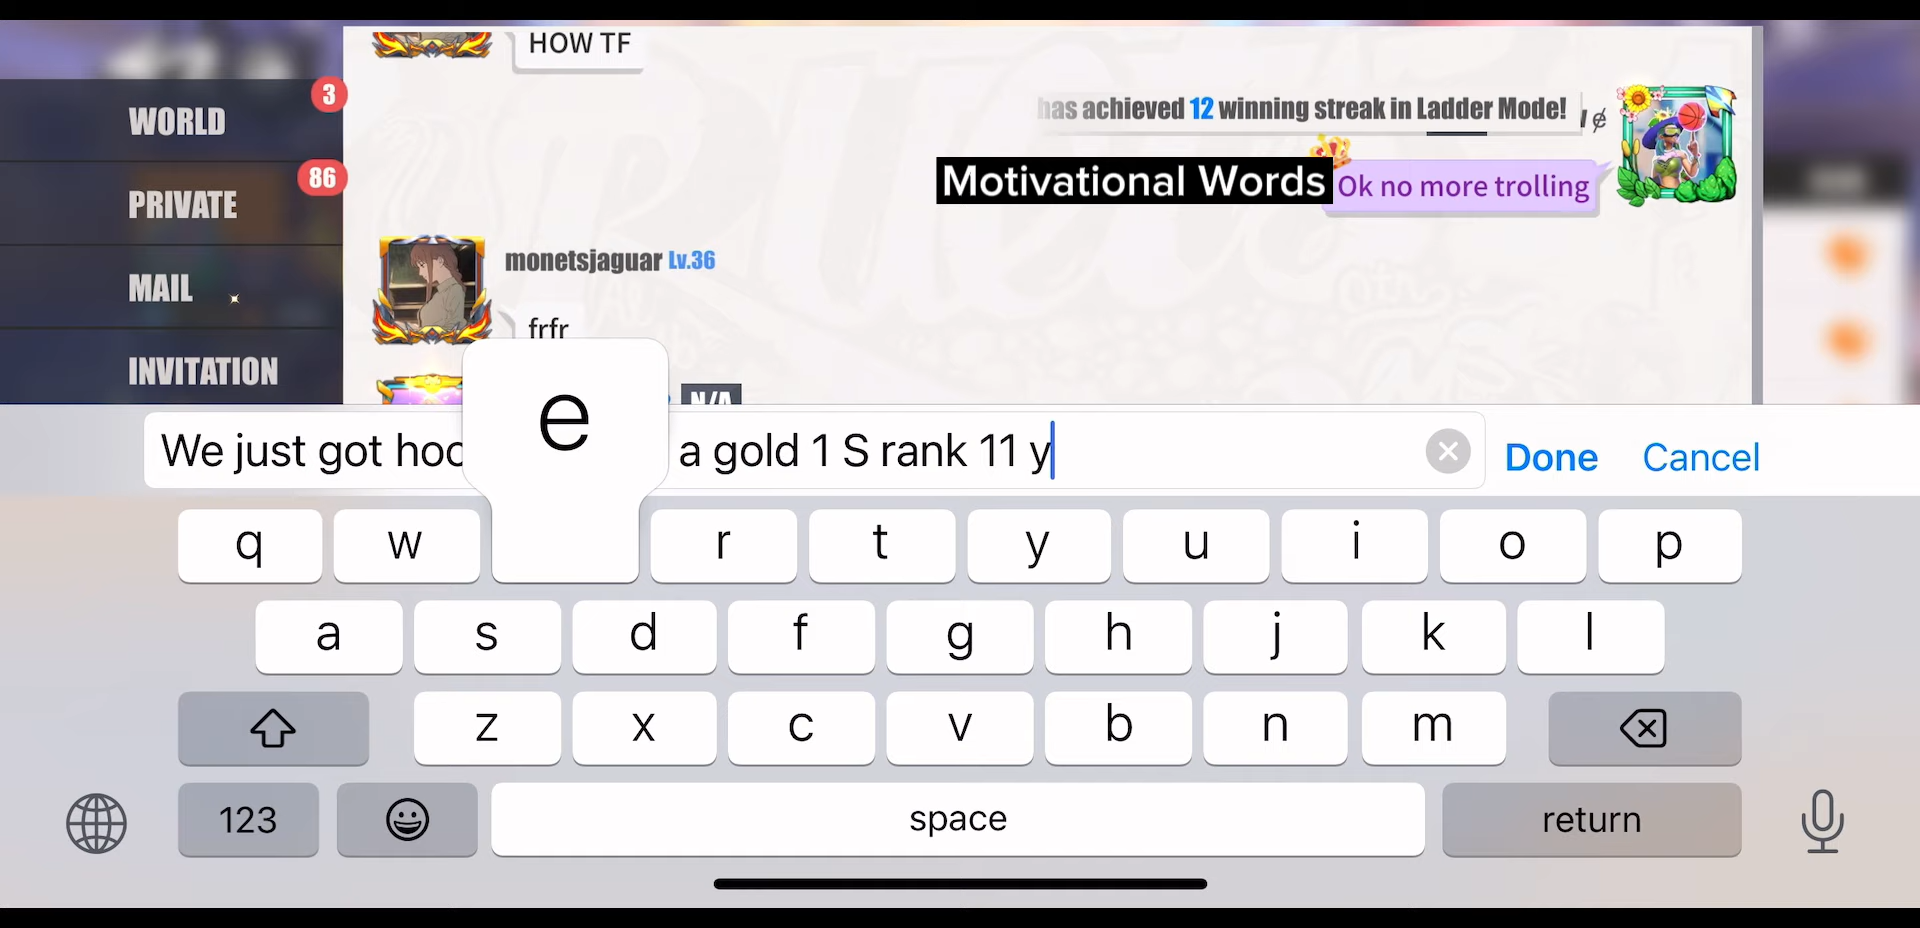 HOW TF
WORLD
3
has achieved 12 winning streak in Ladder Mode!
PRIVATE
86
Motivational Words
Ok no more trolling
MAIL
monetsjaguar Lv.36
frfr
INVITATION
N/A
We just got hoo
a gold 1 S rank 11 y
Done
Cancel
e
q w r t y u i o p
a s d f g h j k l
z x c v b n m
123
space
return